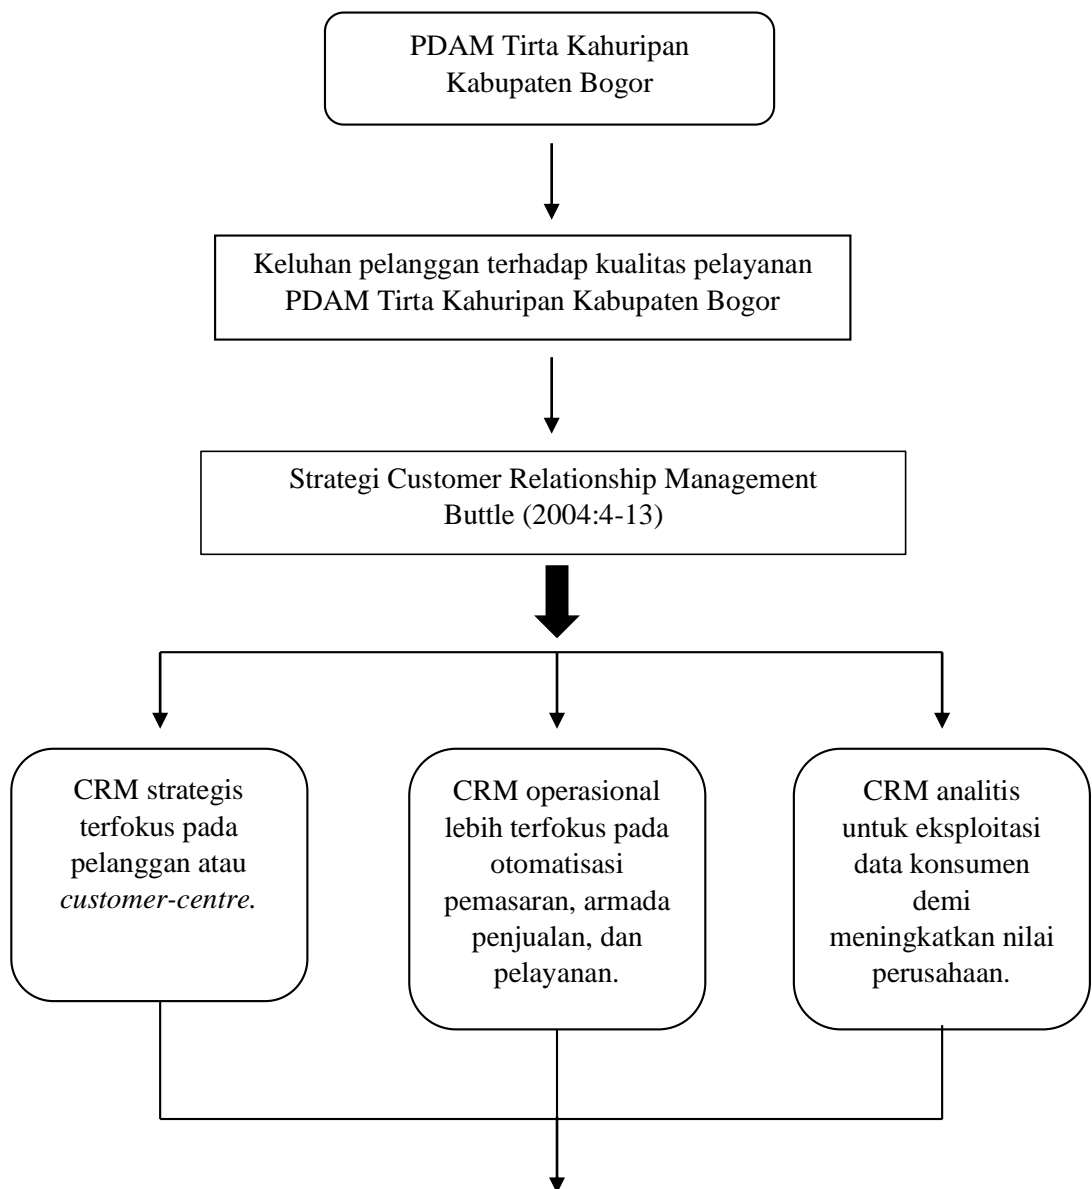 PDAM Tirta Kahuripan
Kabupaten Bogor
Keluhan pelanggan terhadap kualitas pelayanan
PDAM Tirta Kahuripan Kabupaten Bogor
Strategi Customer Relationship Management
Buttle (2004:4-13)
CRM strategis
terfokus pada
pelanggan atau
customer-centre.
CRM operasional
lebih terfokus pada
otomatisasi
pemasaran, armada
penjualan, dan
pelayanan.
CRM analitis
untuk eksploitasi
data konsumen
demi
meningkatkan nilai
perusahaan.